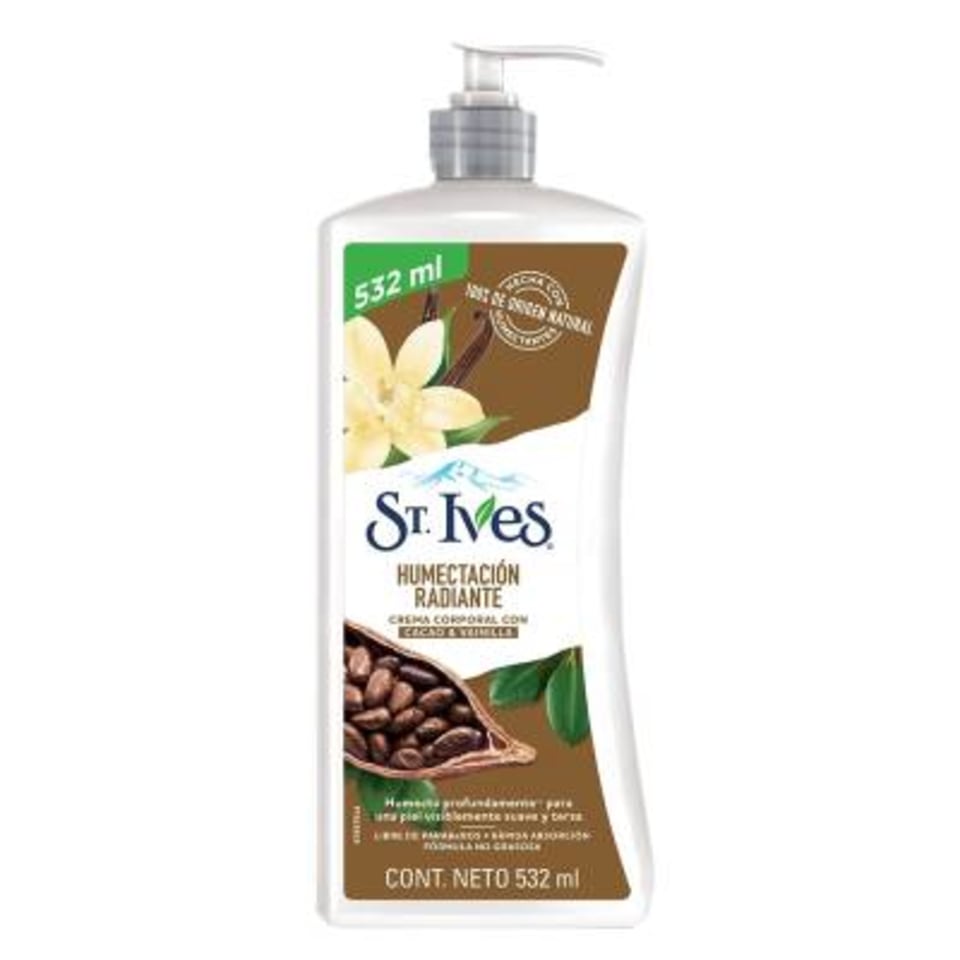 532 ml
HECHA CON
100% DE ORIGEN NATURAL
HUMECTANTES
ST. IVES
HUMECTACIÓN
RADIANTE
CREMA CORPORAL CON
CACAO & VAINILLA
Humecta profundamente para
una piel visiblemente suave y tersa
LIBRE DE PARABENOS • RÁPIDA ABSORCIÓN
FÓRMULA NO GRASOSA
CONT. NETO 532 ml